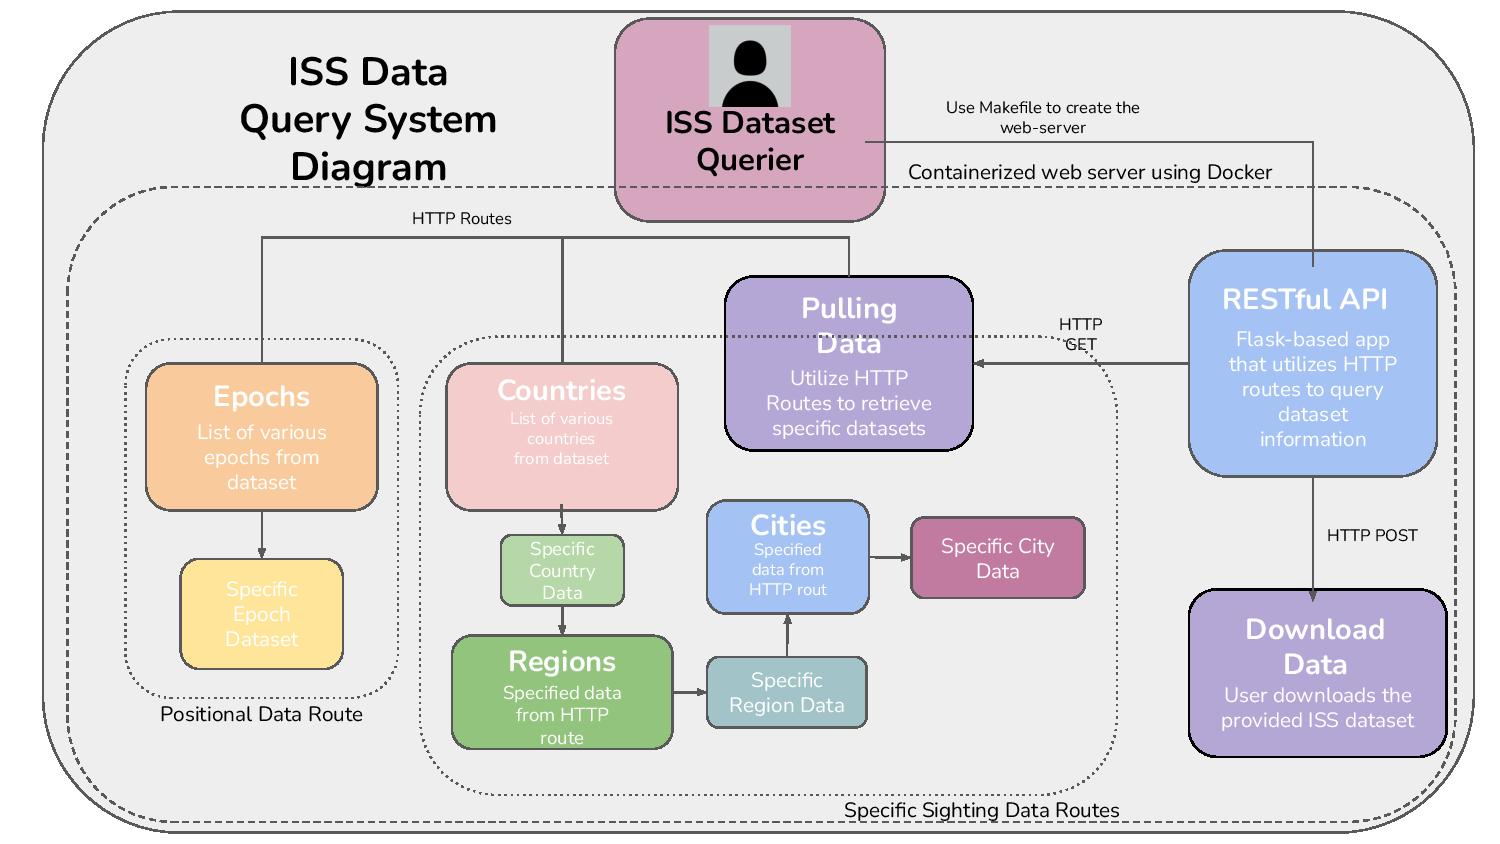 ISS Data
Query System
Diagram
ISS Dataset
Querier
Use Makefile to create the
web-server
Containerized web server using Docker
HTTP Routes
Pulling
Data
Utilize HTTP
Routes to retrieve
specific datasets
HTTP
GET
RESTful API
Flask-based app
that utilizes HTTP
routes to query
dataset
information
Epochs
List of various
epochs from
dataset
Countries
List of various
countries
from dataset
Specific
Epoch
Dataset
Specific
Country
Data
Cities
Specified
data from
HTTP rout
Specific City
Data
HTTP POST
Regions
Specified data
from HTTP
route
Specific
Region Data
Download
Data
User downloads the
provided ISS dataset
Positional Data Route
Specific Sighting Data Routes